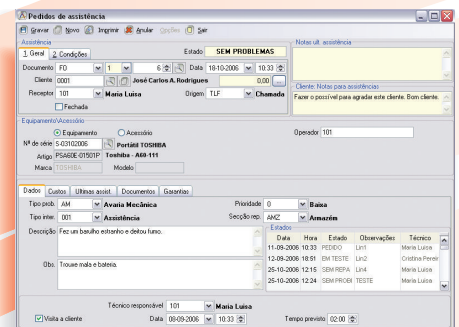 Pedidos de assistência
Gravar Novo Imprimir Anular Opções Sair
Assistência
1. Geral 2. Condições Estado SEM PROBLEMAS
Notas ult. assistência
Documento FO 1 6 Data 18-10-2006 10:33
Cliente 0001 José Carlos A. Rodrigues 0,00 ...
Cliente: Notas para assistências
Receptor 101 Maria Luisa Origem TLF Chamada
Fazer o possível para agradar este cliente. Bom cliente.
Fechada
Equipamento\Acessório
Equipamento Acessório Operador 101
Nº de série S-03102006 Portátil TOSHIBA
Artigo PSA60E-01501P Toshiba - A60-111
Marca TOSHIBA Modelo
Dados Custos Ultimas assist Documentos Garantias
Tipo prob. AM Avaria Mecânica Prioridade 0 Baixa
Tipo inter. 001 Assistência Secção rep. AMZ Armazém
Descrição Fez um barulho estranho e deitou fumo.
Estados
Data Hora Estado Observações Técnico
11-09-2006 10:33 PEDIDO Lin1 Maria Luisa
12-09-2006 18:51 EM TESTE Lin2 Cristina Pereir
Obs. Trouxe mala e bateria.
25-10-2006 12:15 SEM REPA Lin4 Maria Luisa
25-10-2006 12:24 SEM PROBI TESTE Maria Luisa
Técnico responsável 101 Maria Luisa
Visita a cliente Data 08-09-2006 10:33 Tempo previsto 02:00